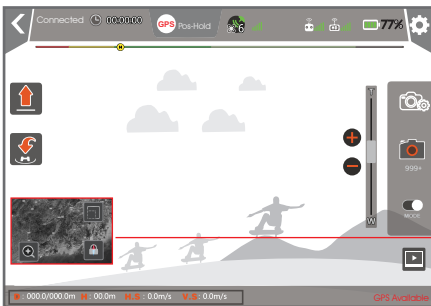 Connected 00:00:00 GPS Pos-Hold 6 77%
H
T
999+
W
MODE
D: 000.0/000.0m H: 00.0m H.S: 0.0m/s V.S: 0.0m/s
GPS Available